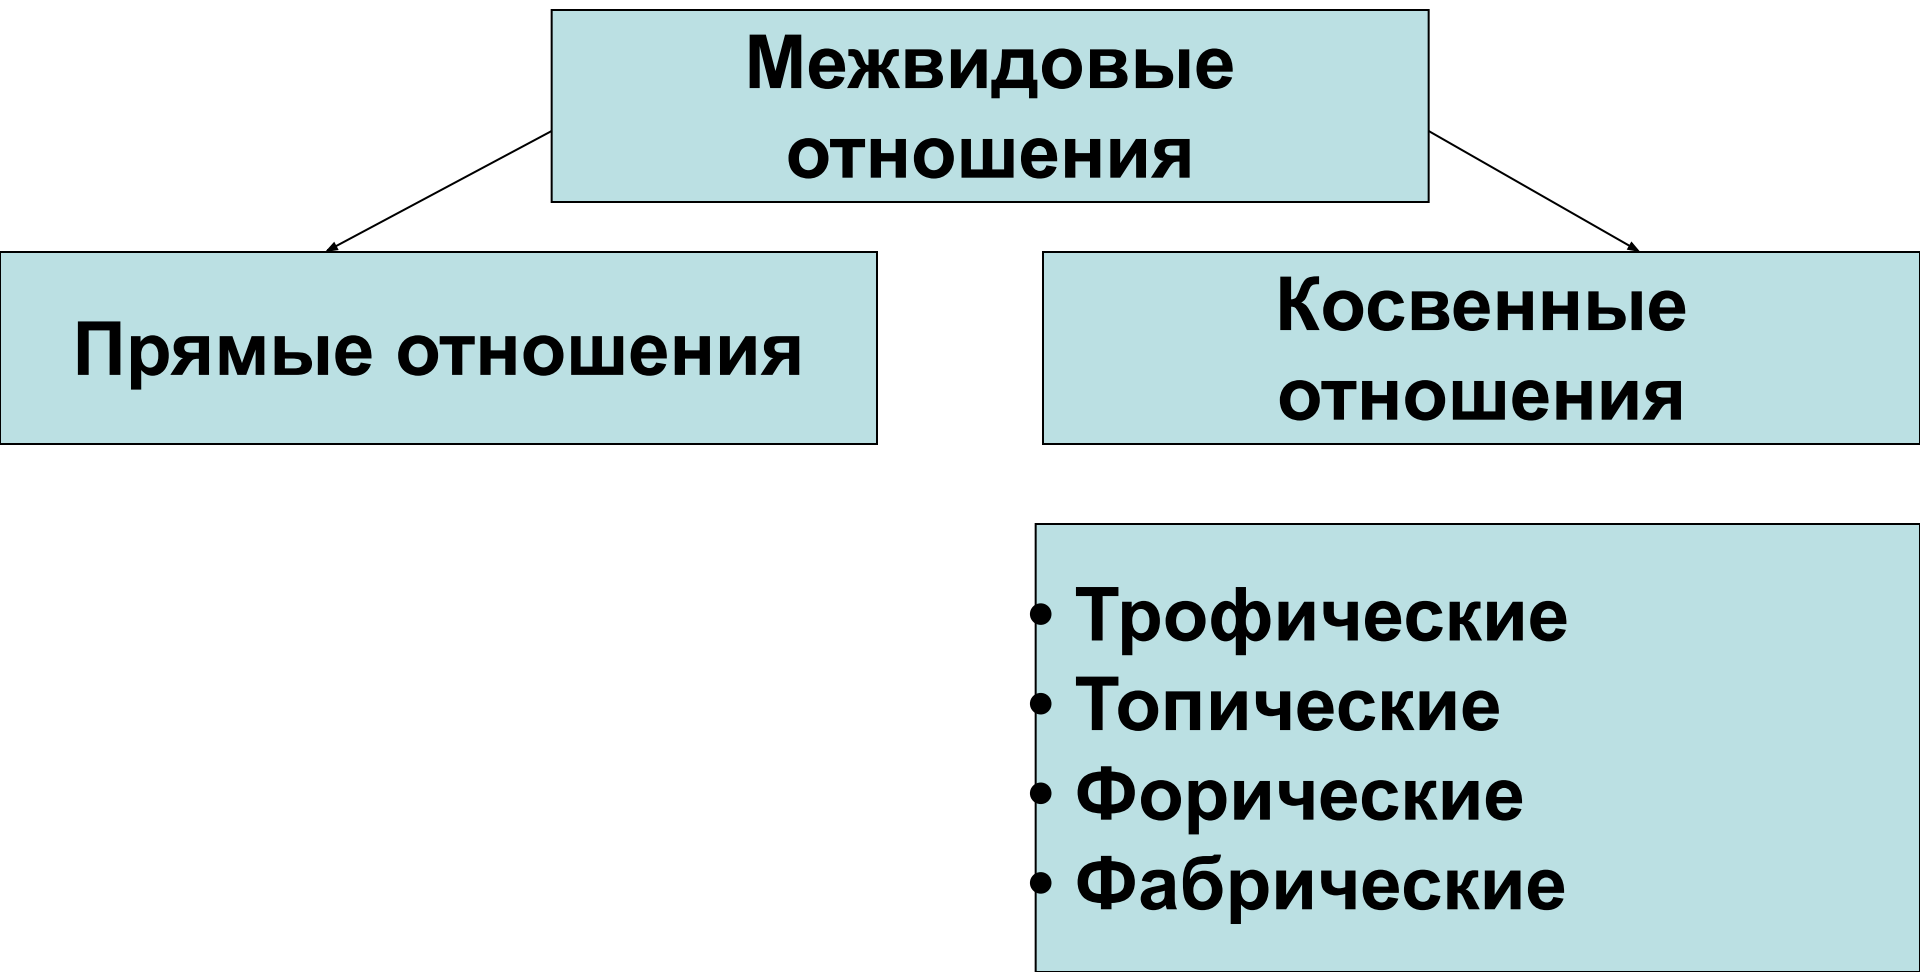 Межвидовые
отношения
Прямые отношения
Косвенные
отношения
• Трофические
• Топические
• Форические
• Фабрические